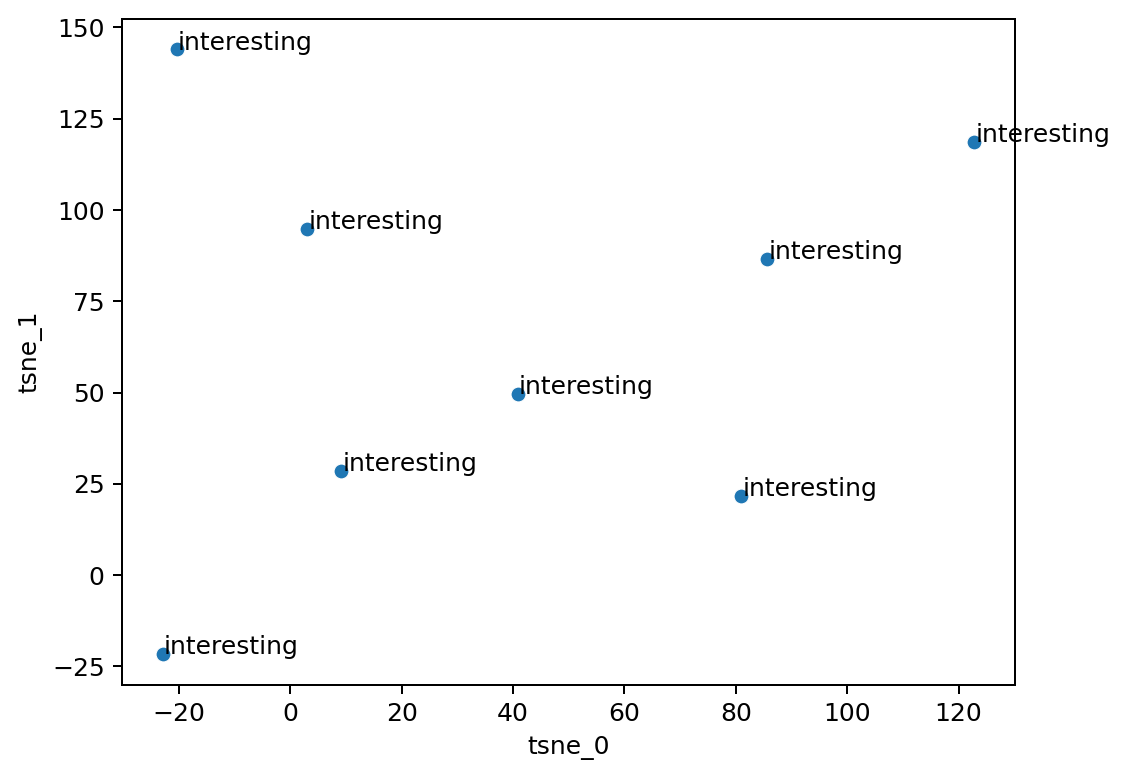 150
interesting
125
interesting
100
interesting
interesting
75
tsne_1
50
interesting
interesting
25
interesting
0
interesting
−25
−20 0 20 40 60 80 100 120
tsne_0